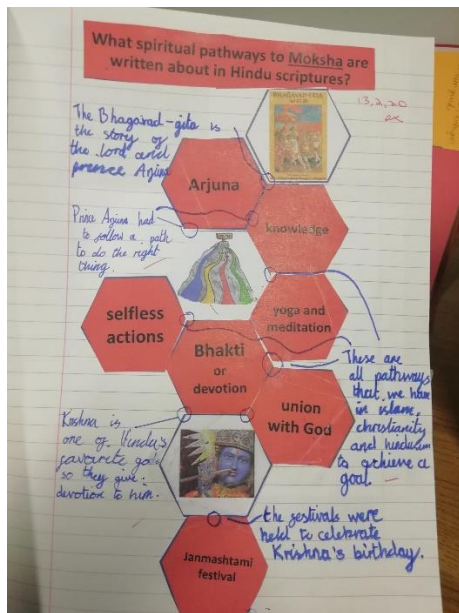 What spiritual pathways to Moksha are
written about in Hindu scriptures?
13,2,20
The Bhagavad-gita is
the story of
the lord and
prence Arjuna
BHAGAVAD-GITA
Arjuna
knowledge
Prince Arjuna had
to follow a path
to do the right
thing.
selfless
actions
yoga and
meditation
Bhakti
or
devotion
union
with God
These are
all pathways
that we have
in islam,
christianity
and hinduism
to achieve a
goal.
Krishna is
one of Hindu's
favourite gods
so they give
devotion to him.
the festivals were
held to celebrate
Krishna's birthday.
Janmashtami
festival